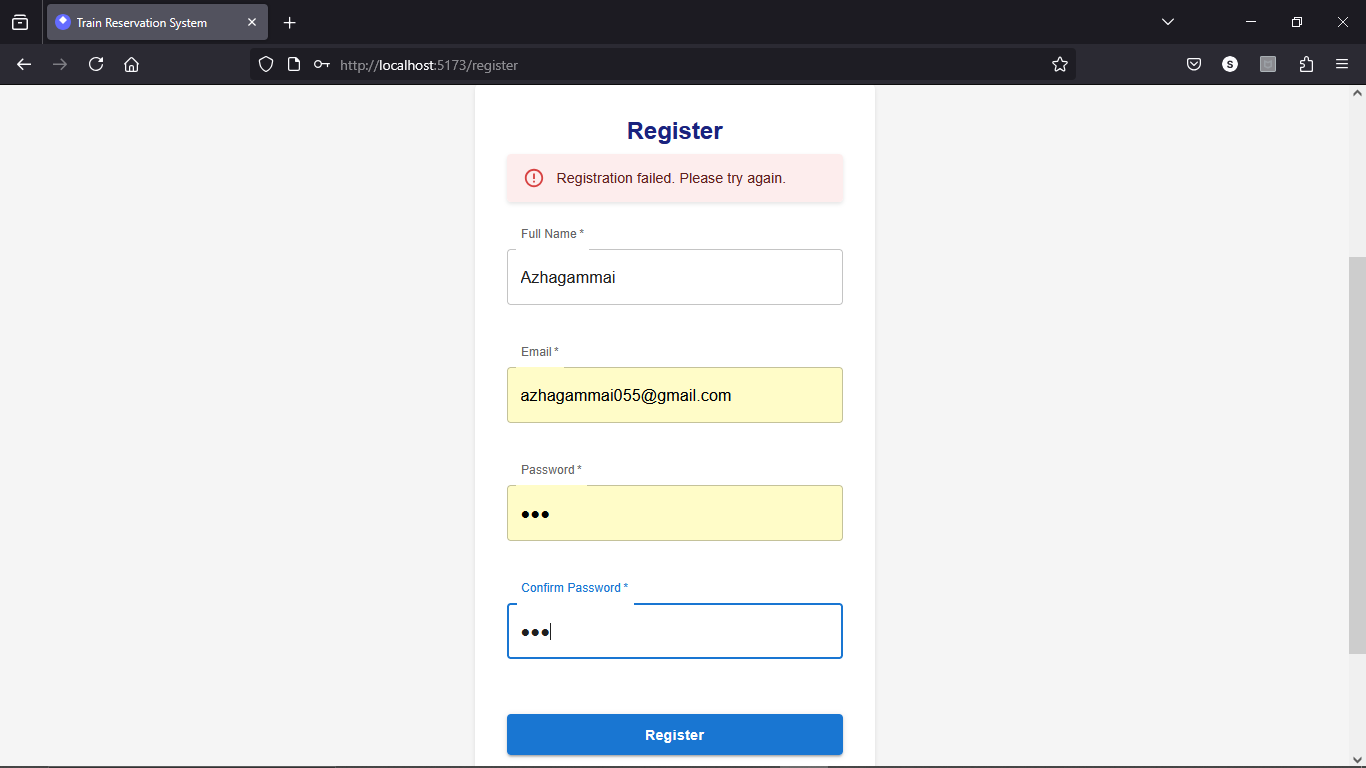 Train Reservation System
http://localhost:5173/register
S
Register
Registration failed. Please try again.
Full Name *
Azhagammai
Email *
azhagammai055@gmail.com
Password *
●●●
Confirm Password *
●●●
Register